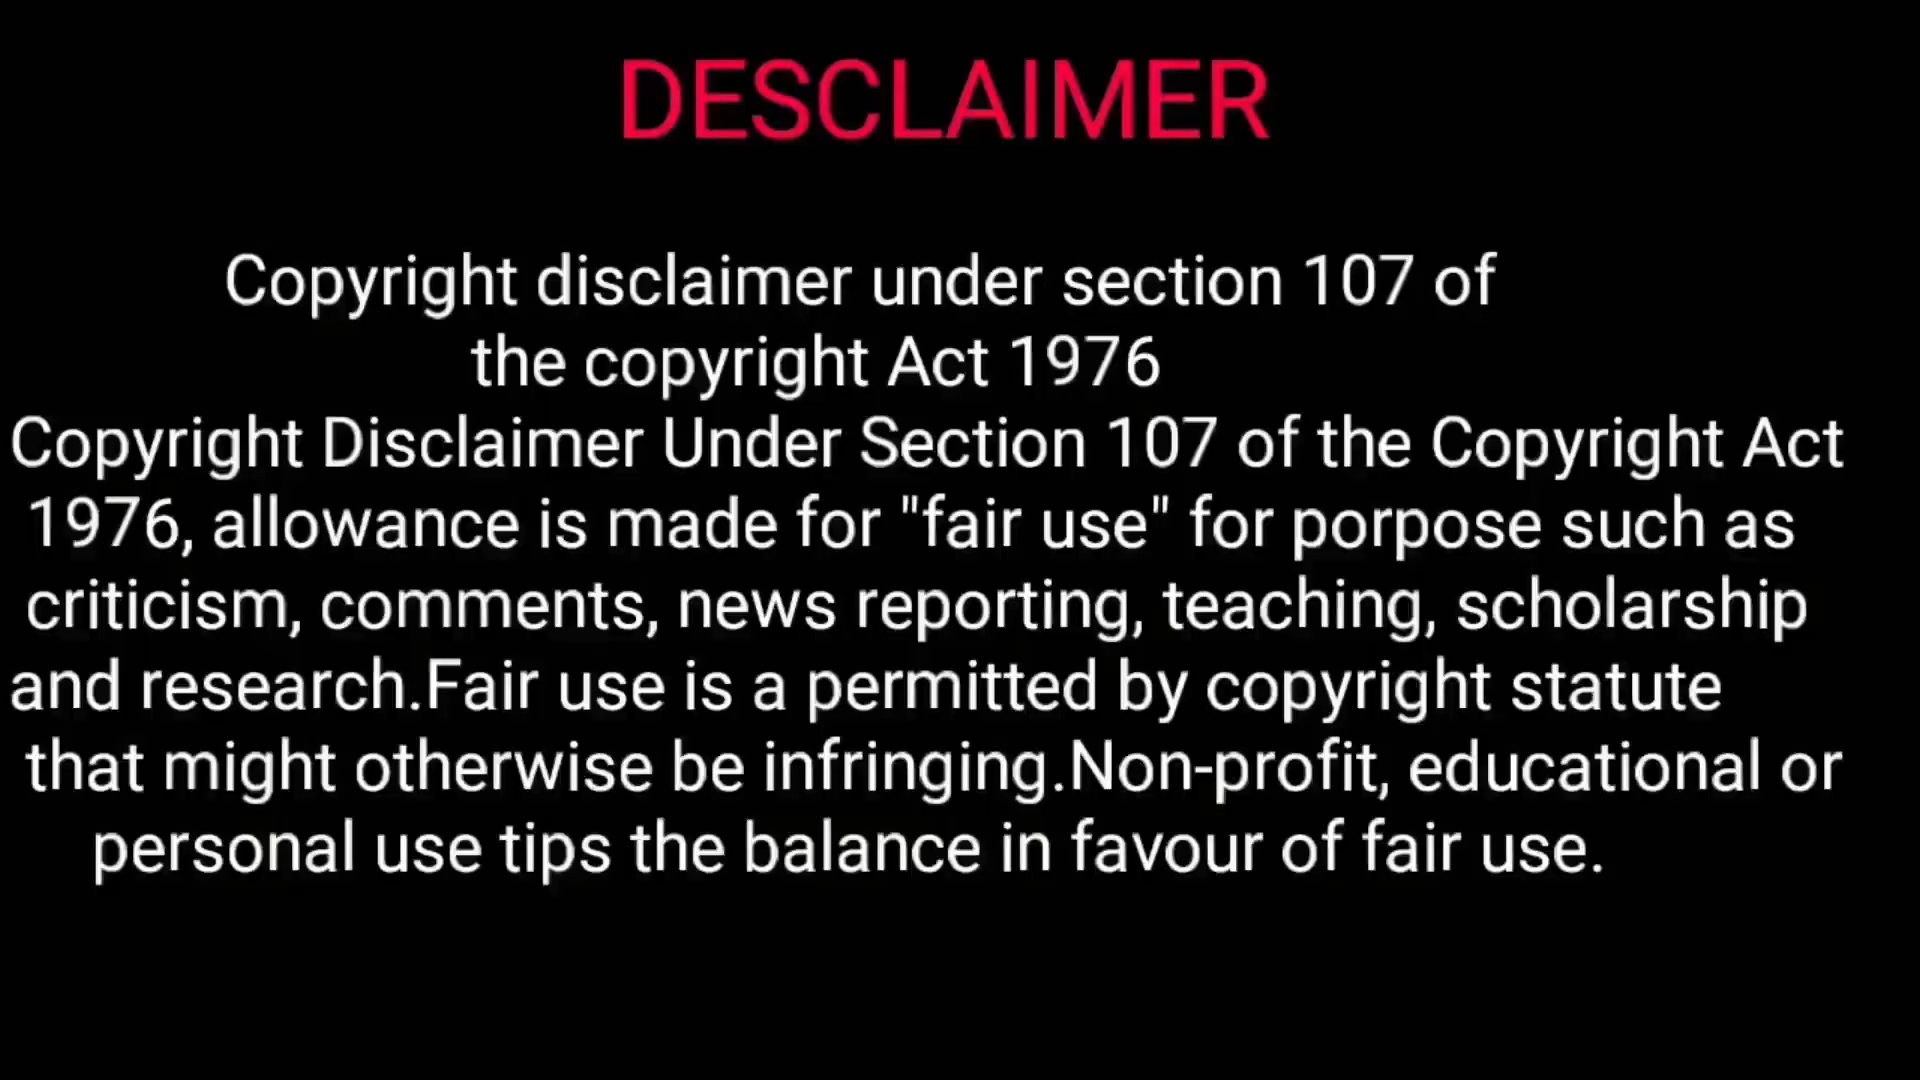 DESCLAIMER
Copyright disclaimer under section 107 of
the copyright Act 1976
Copyright Disclaimer Under Section 107 of the Copyright Act
1976, allowance is made for "fair use" for porpose such as
criticism, comments, news reporting, teaching, scholarship
and research.Fair use is a permitted by copyright statute
that might otherwise be infringing.Non-profit, educational or
personal use tips the balance in favour of fair use.